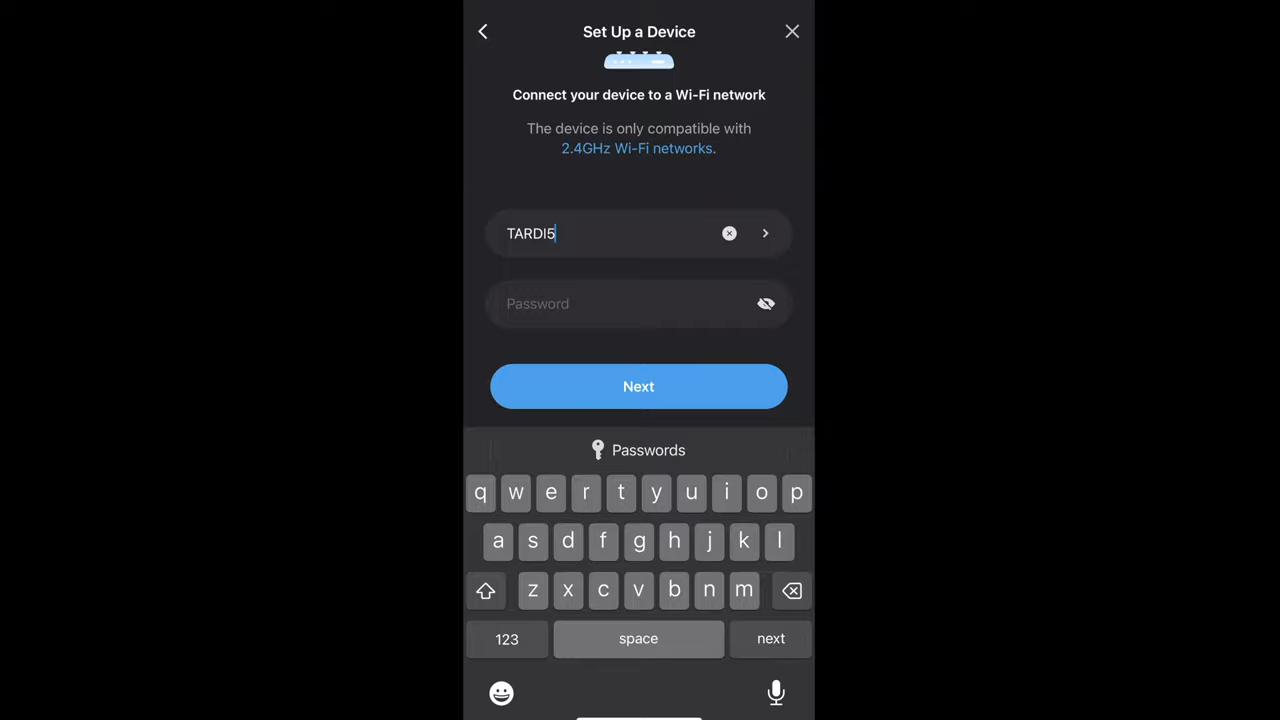 Set Up a Device
Connect your device to a Wi-Fi network
The device is only compatible with
2.4GHz Wi-Fi networks.
TARDI5
Password
Next
Passwords
q w e r t y u i o p
a s d f g h j k l
z x c v b n m
123 space next